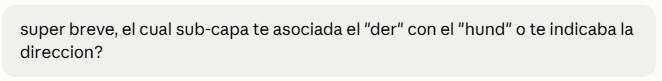 super breve, el cual sub-capa te asociada el "der" con el "hund" o te indicaba la
direccion?